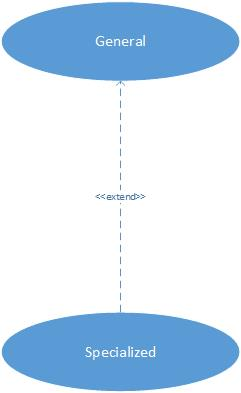 General
<<extend>>
Specialized